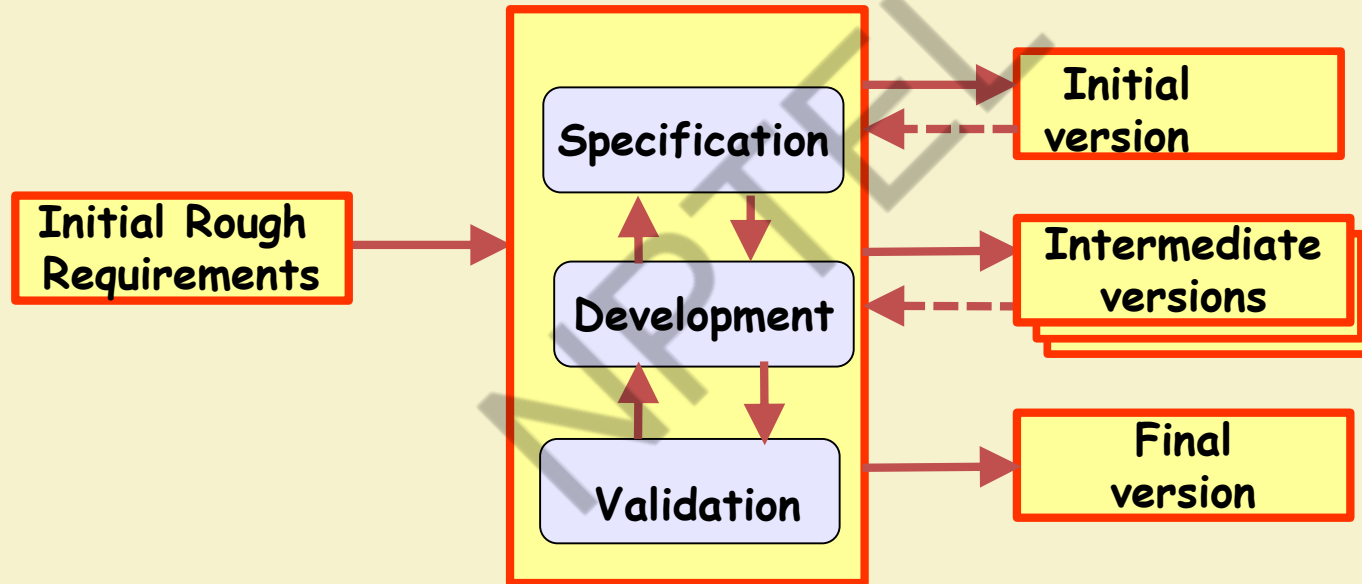 Initial Rough
Requirements
Specification
Development
Validation
Initial
version
Intermediate
versions
Final
version
NPTEL